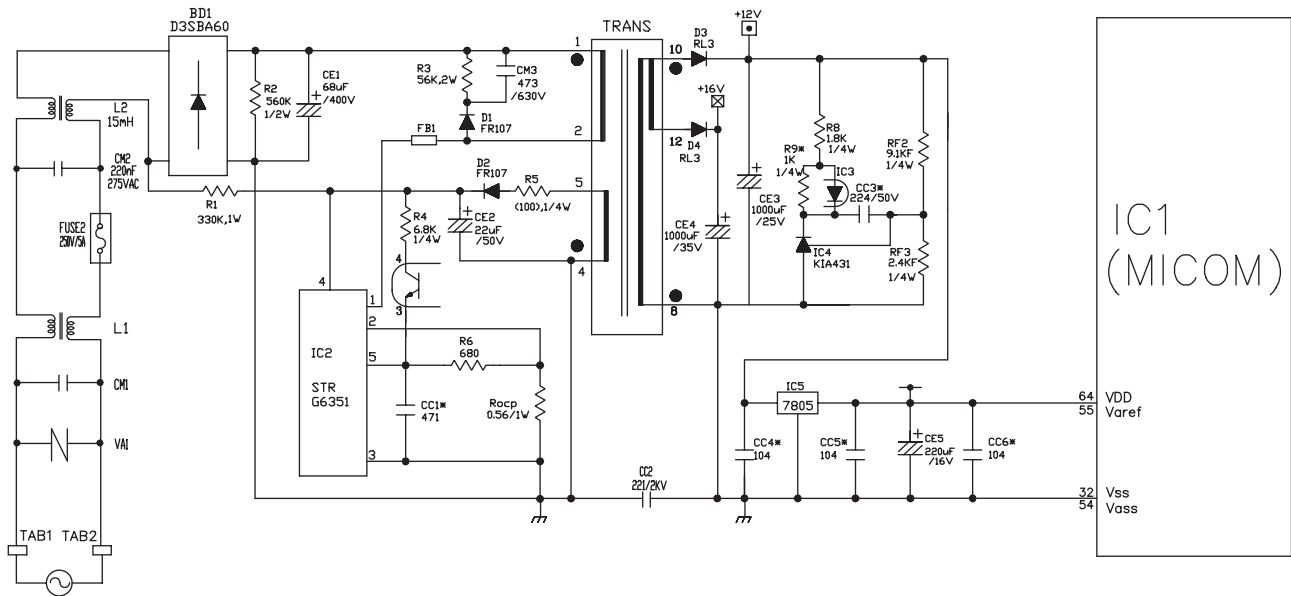 BD1
D3SBA60
TRANS
D3
RL3
+12V
1
10
R2
560K
1/2W
CE1
68uF
/400V
R3
56K,2W
CM3
473
/630V
L2
15mH
D1
FR107
FB1
2
+16V
12
D4
RL3
R8
1.8K
1/4W
RF2
9.1KF
1/4W
R9*
1K
1/4W
IC3
CC3*
224/50V
CM2
220nF
275VAC
R1
330K,1W
D2
FR107
R5
(100),1/4W
5
CE3
1000uF
/25V
FUSE2
250V/5A
R4
6.8K
1/4W
CE2
22uF
/50V
CE4
1000uF
/35V
IC4
KIA431
RF3
2.4KF
1/4W
IC1
(MICOM)
4
4
4
3
8
L1
1
2
5
3
IC2
STR
G6351
R6
680
CM1
CC1*
471
Rocp
0.56/1W
IC5
7805
64
VDD
55
Varef
VA1
CC4*
104
CC5*
104
CE5
220uF
/16V
CC6*
104
CC2
221/2KV
32
Vss
54
Vass
TAB1
TAB2